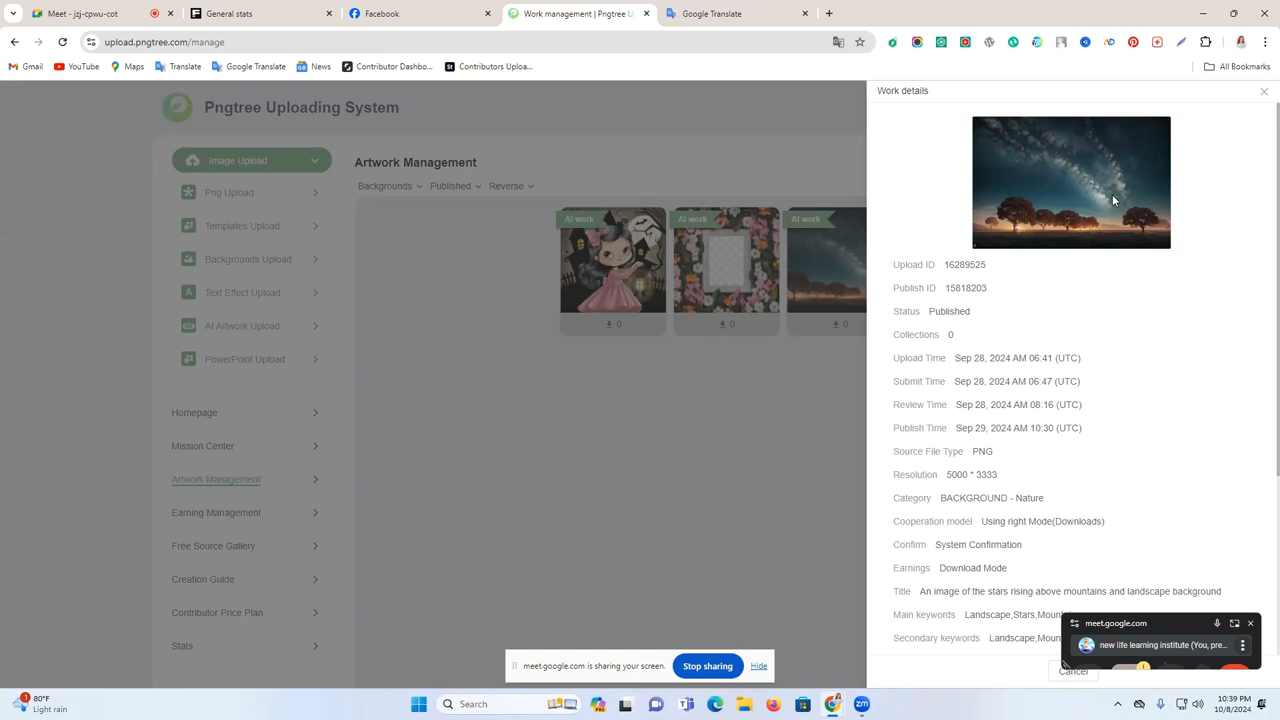 Meet - jzj-cwpu-cot
General stats
Facebook
Work management | Pngtree U
Google Translate
upload.pngtree.com/manage
Gmail
YouTube
Maps
Translate
Google Translate
News
Contributor Dashbo...
Contributors Uploa...
All Bookmarks
Pngtree Uploading System
Image Upload
Png Upload
Templates Upload
Backgrounds Upload
Text Effect Upload
AI Artwork Upload
PowerPoint Upload
Homepage
Mission Center
Artwork Management
Earning Management
Free Source Gallery
Creation Guide
Contributor Price Plan
Stats
Artwork Management
Backgrounds Published Reverse
AI work AI work AI work
0 0 0
Work details
Upload ID 16289525
Publish ID 15818203
Status Published
Collections 0
Upload Time Sep 28, 2024 AM 06:41 (UTC)
Submit Time Sep 28, 2024 AM 06:47 (UTC)
Review Time Sep 28, 2024 AM 08:16 (UTC)
Publish Time Sep 29, 2024 AM 10:30 (UTC)
Source File Type PNG
Resolution 5000 * 3333
Category BACKGROUND - Nature
Cooperation model Using right Mode(Downloads)
Confirm System Confirmation
Earnings Download Mode
Title An image of the stars rising above mountains and landscape background
Main keywords Landscape,Stars,Mount
Secondary keywords Landscape,Moun
Cancel
meet.google.com
new life learning institute (You, pre...
meet.google.com is sharing your screen.
Stop sharing
Hide
80°F
Light rain
Search
10:39 PM
10/8/2024